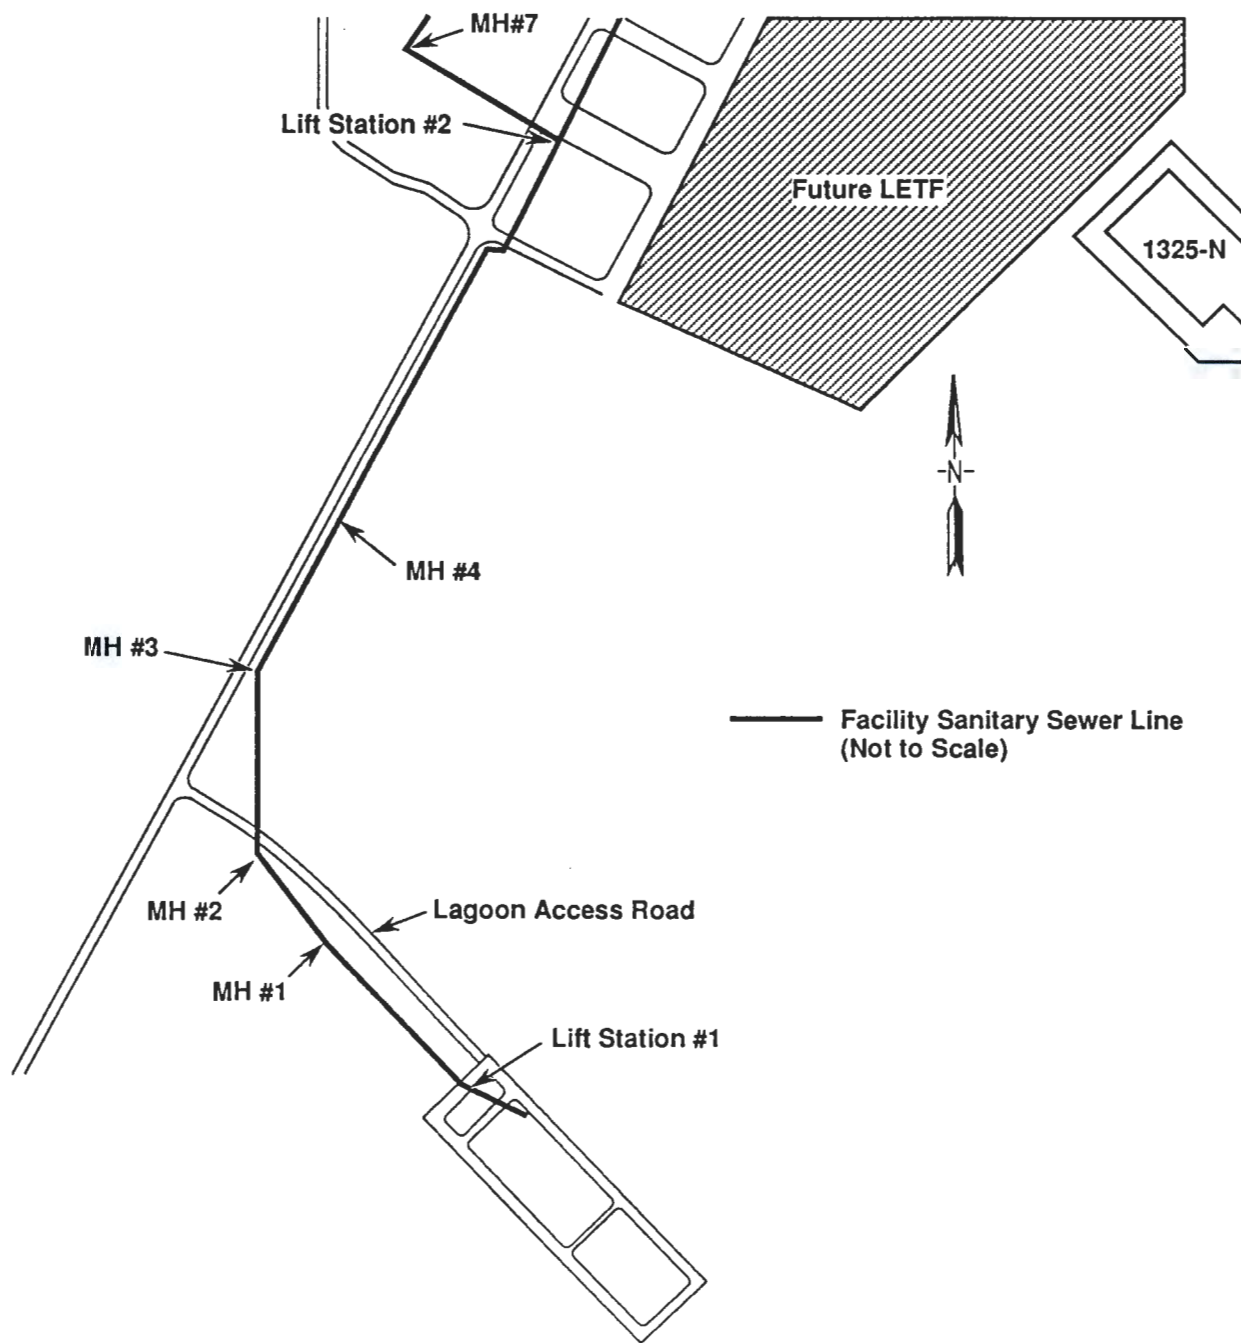 MH#7
Lift Station #2
Future LETF
1325-N
-N-
MH #4
MH #3
Facility Sanitary Sewer Line
(Not to Scale)
MH #2
Lagoon Access Road
MH #1
Lift Station #1